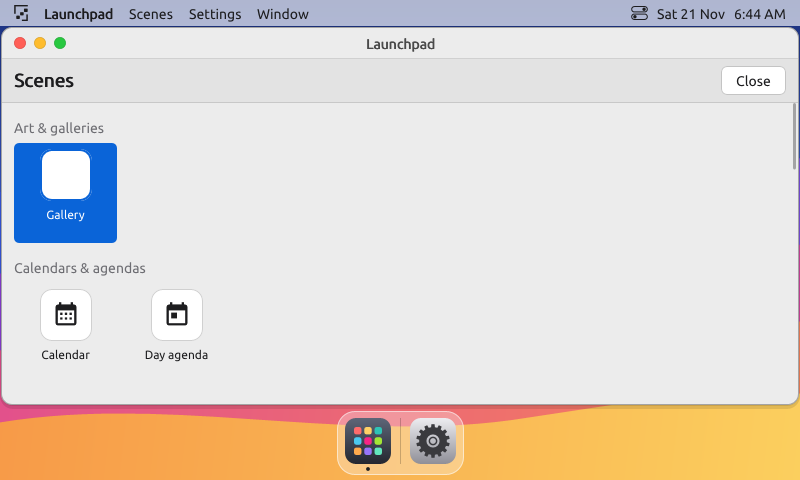 Launchpad Scenes Settings Window Sat 21 Nov 6:44 AM
Launchpad
Scenes Close
Art & galleries
Gallery
Calendars & agendas
Calendar Day agenda